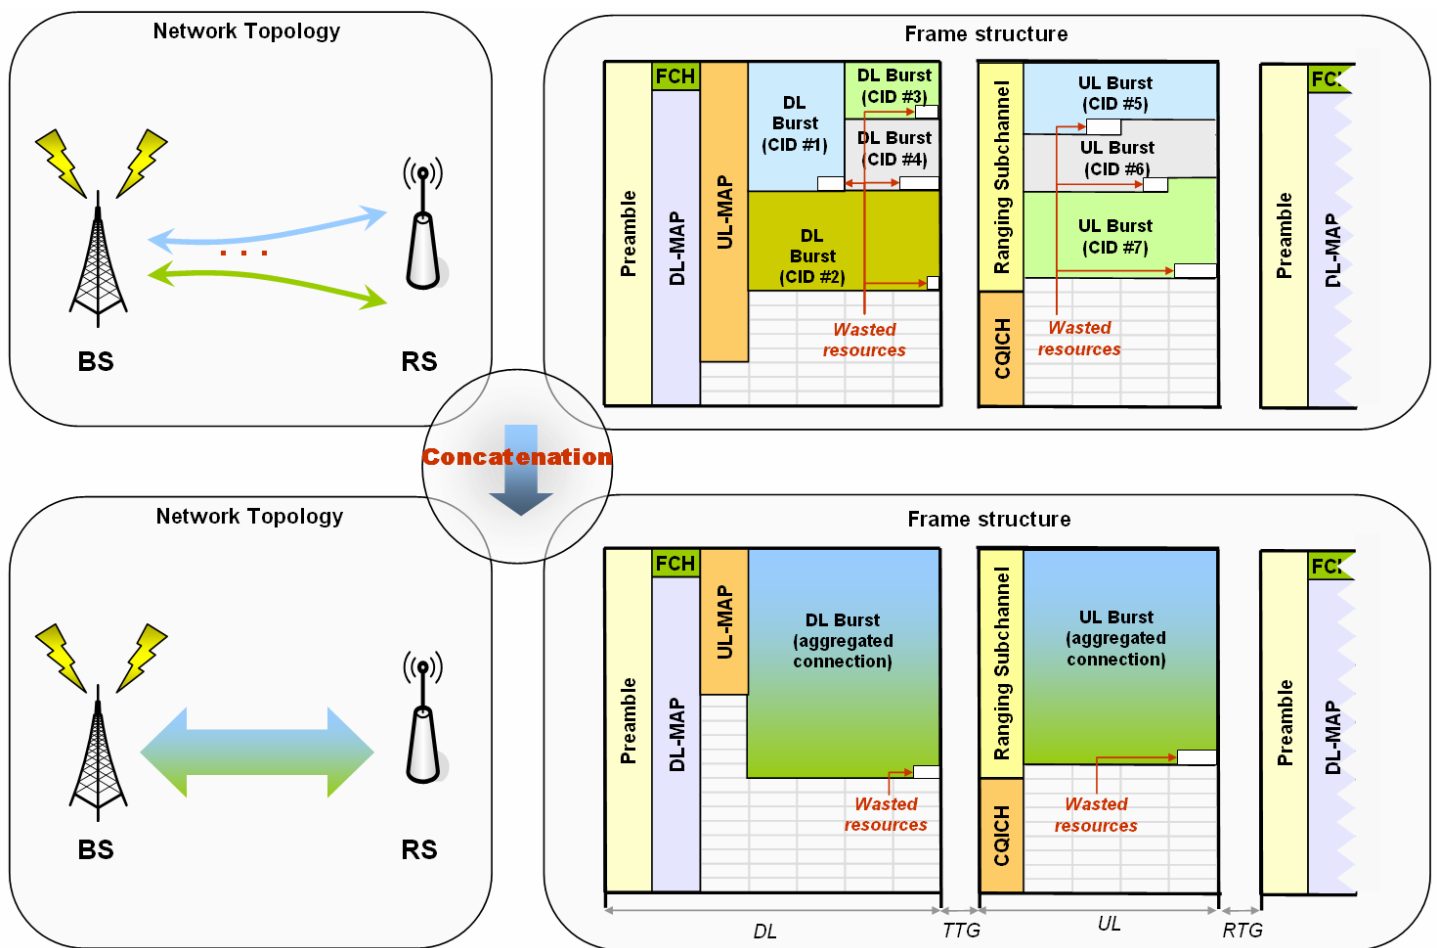 Network Topology
BS
RS
Frame structure
Preamble
FCH
DL-MAP
UL-MAP
DL
Burst
(CID #1)
DL Burst
(CID #3)
DL Burst
(CID #4)
DL
Burst
(CID #2)
Wasted
resources
Ranging Subchannel
CQICH
UL Burst
(CID #5)
UL Burst
(CID #6)
UL Burst
(CID #7)
Wasted
resources
Preamble
FCH
DL-MAP
Concatenation
Network Topology
BS
RS
Frame structure
Preamble
FCH
DL-MAP
UL-MAP
DL Burst
(aggregated
connection)
Wasted
resources
Ranging Subchannel
CQICH
UL Burst
(aggregated
connection)
Wasted
resources
Preamble
FCH
DL-MAP
DL
TTG
UL
RTG